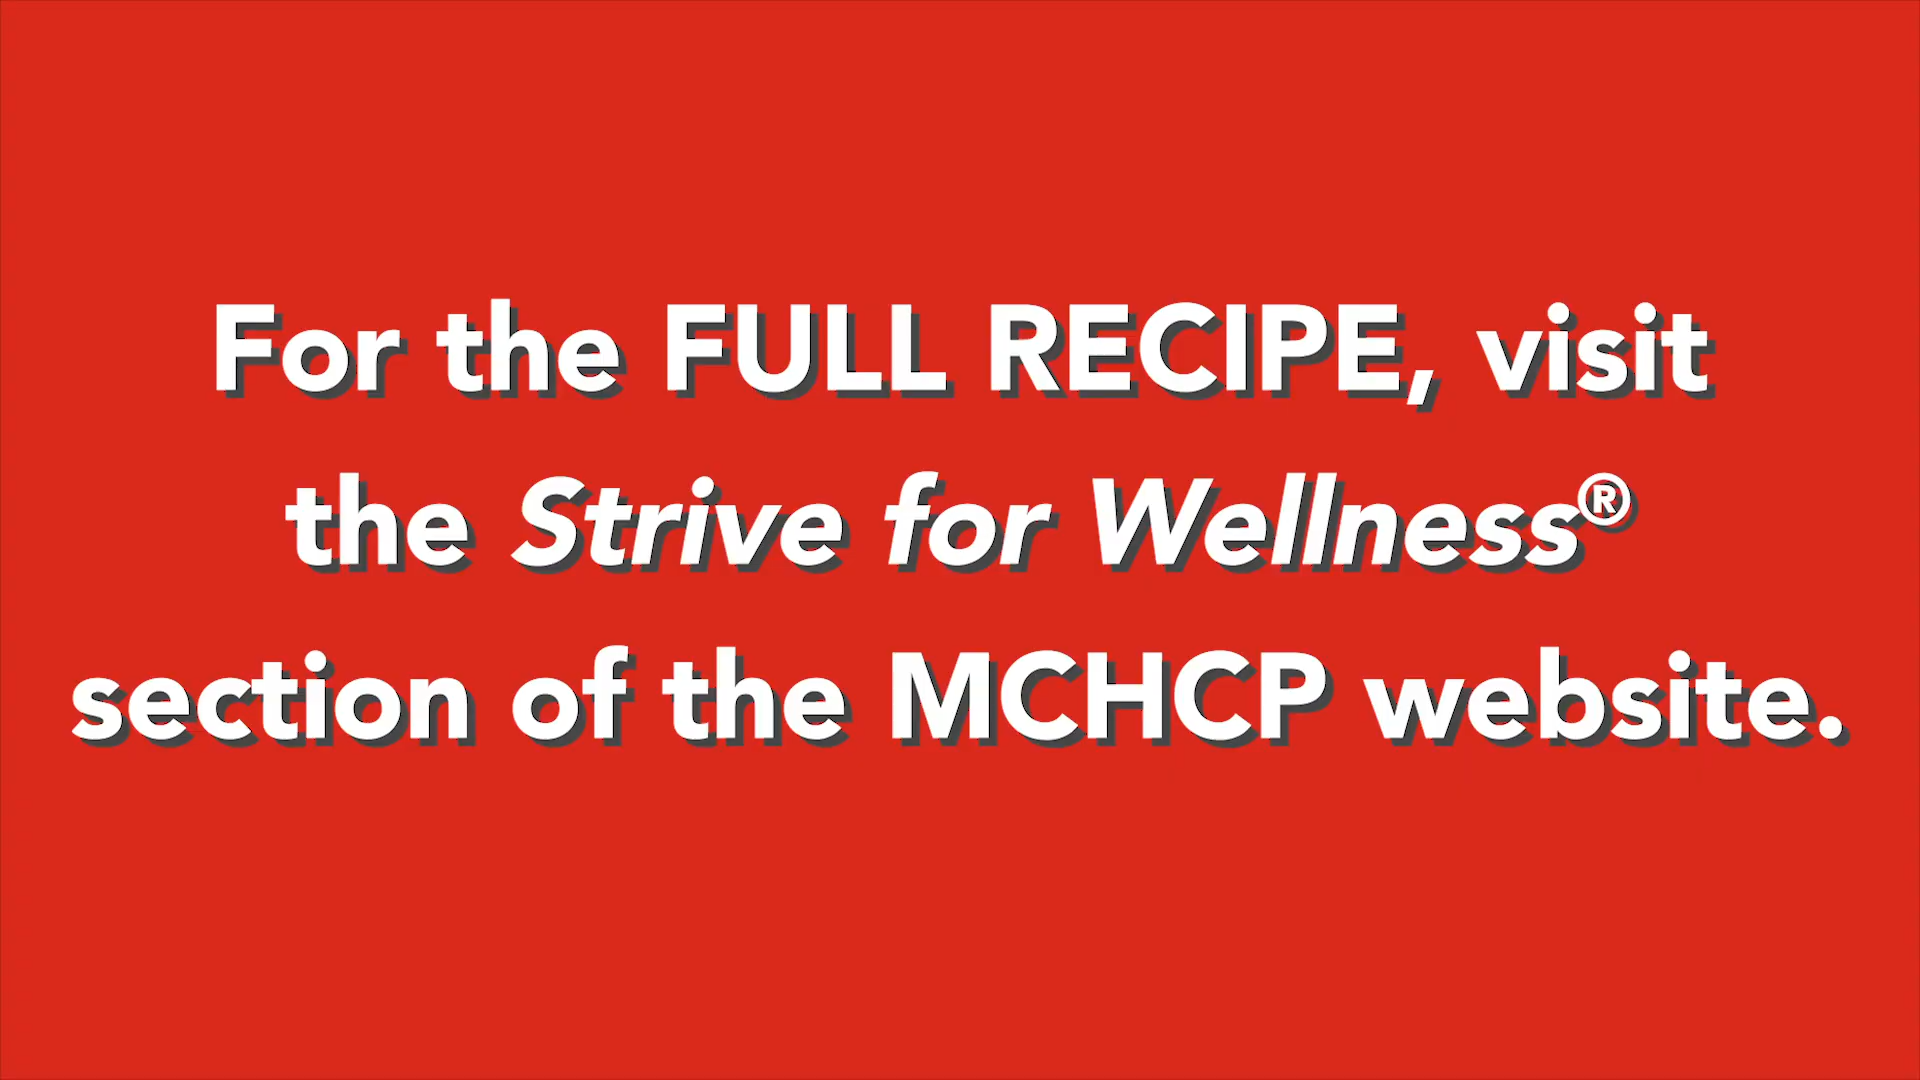 For the FULL RECIPE, visit
the Strive for Wellness®
section of the MCHCP website.